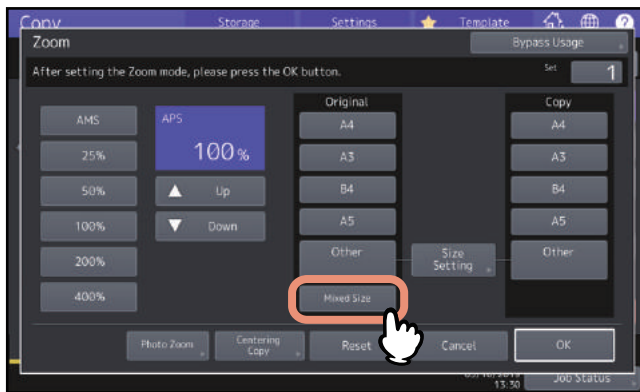 Copy Storage Settings Template
Zoom Bypass Usage
After setting the Zoom mode, please press the OK button. Set 1
Original Copy
AMS APS A4 A4
25% 100 % A3 A3
50% Up B4 B4
100% Down A5 A5
200% Other Size Setting Other
400% Mixed Size
Photo Zoom Centering Copy Reset Cancel OK
13:30 Job Status